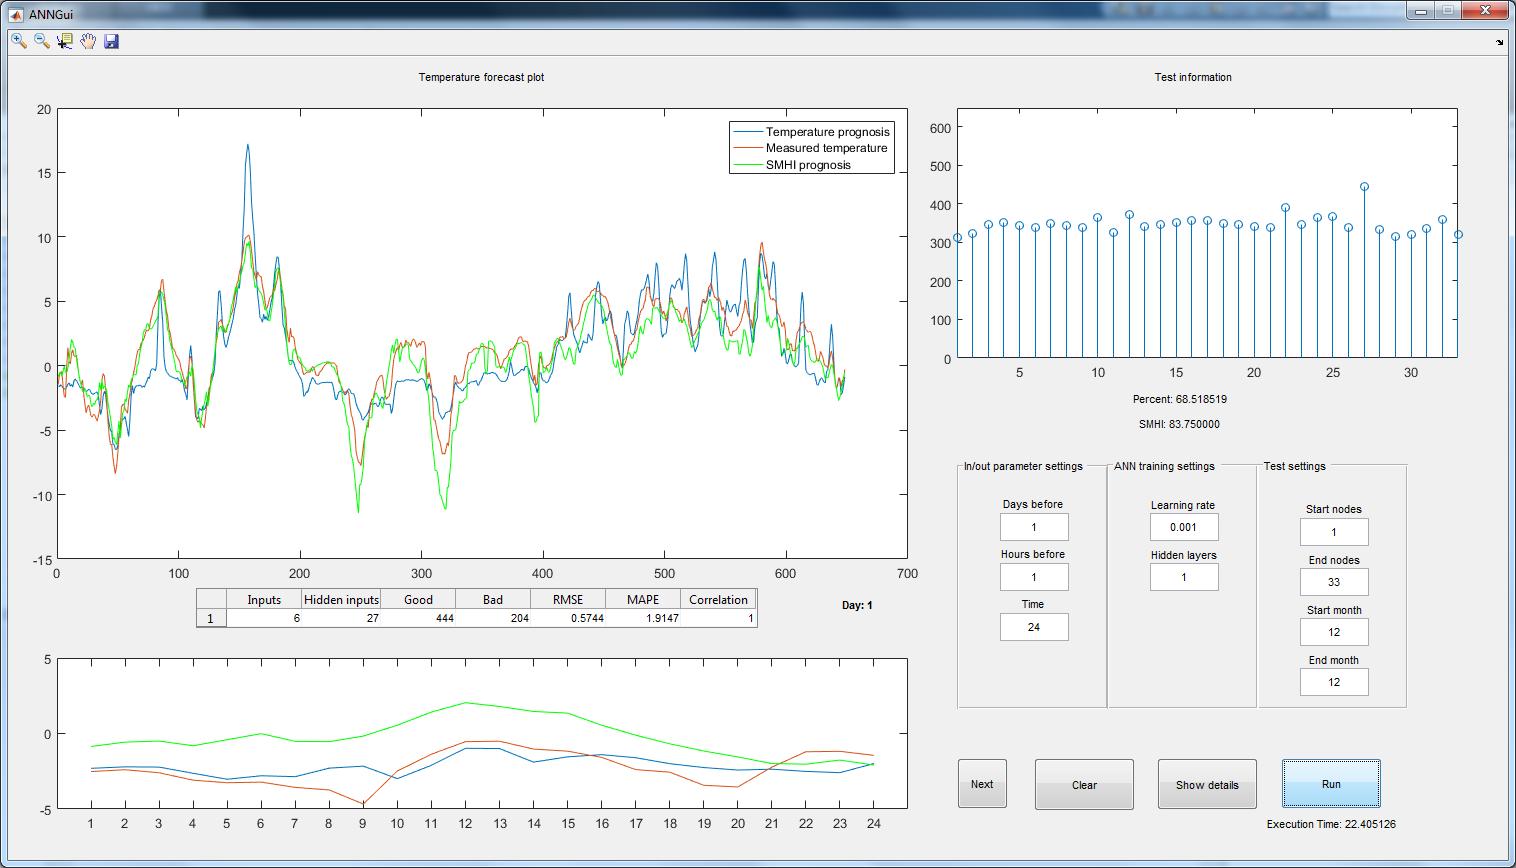 ANNGui
Temperature forecast plot
Test information
20
15
10
5
0
-5
-10
-15
0 100 200 300 400 500 600 700
Temperature prognosis
Measured temperature
SMHI prognosis
600
500
400
300
200
100
0
5 10 15 20 25 30
Percent: 68.518519
SMHI: 83.750000
Inputs Hidden inputs Good Bad RMSE MAPE Correlation
1 6 27 444 204 0.5744 1.9147 1
Day: 1
In/out parameter settings
Days before
1
Hours before
1
Time
24
ANN training settings
Learning rate
0.001
Hidden layers
1
Test settings
Start nodes
1
End nodes
33
Start month
12
End month
12
5
0
-5
1 2 3 4 5 6 7 8 9 10 11 12 13 14 15 16 17 18 19 20 21 22 23 24
Next
Clear
Show details
Run
Execution Time: 22.405126